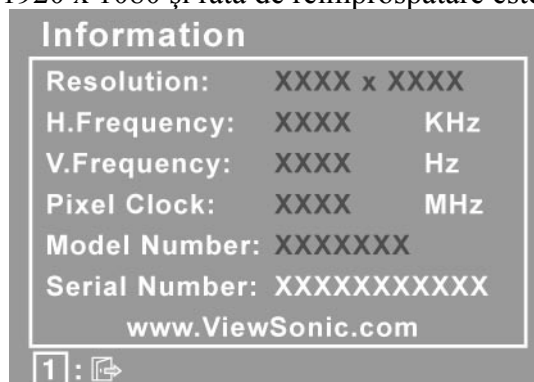 1920 x 1080 și rata de reîmprospătare este
Information
Resolution: XXXX x XXXX
H.Frequency: XXXX KHz
V.Frequency: XXXX Hz
Pixel Clock: XXXX MHz
Model Number: XXXXXXX
Serial Number: XXXXXXXXXXX
www.ViewSonic.com
1 :